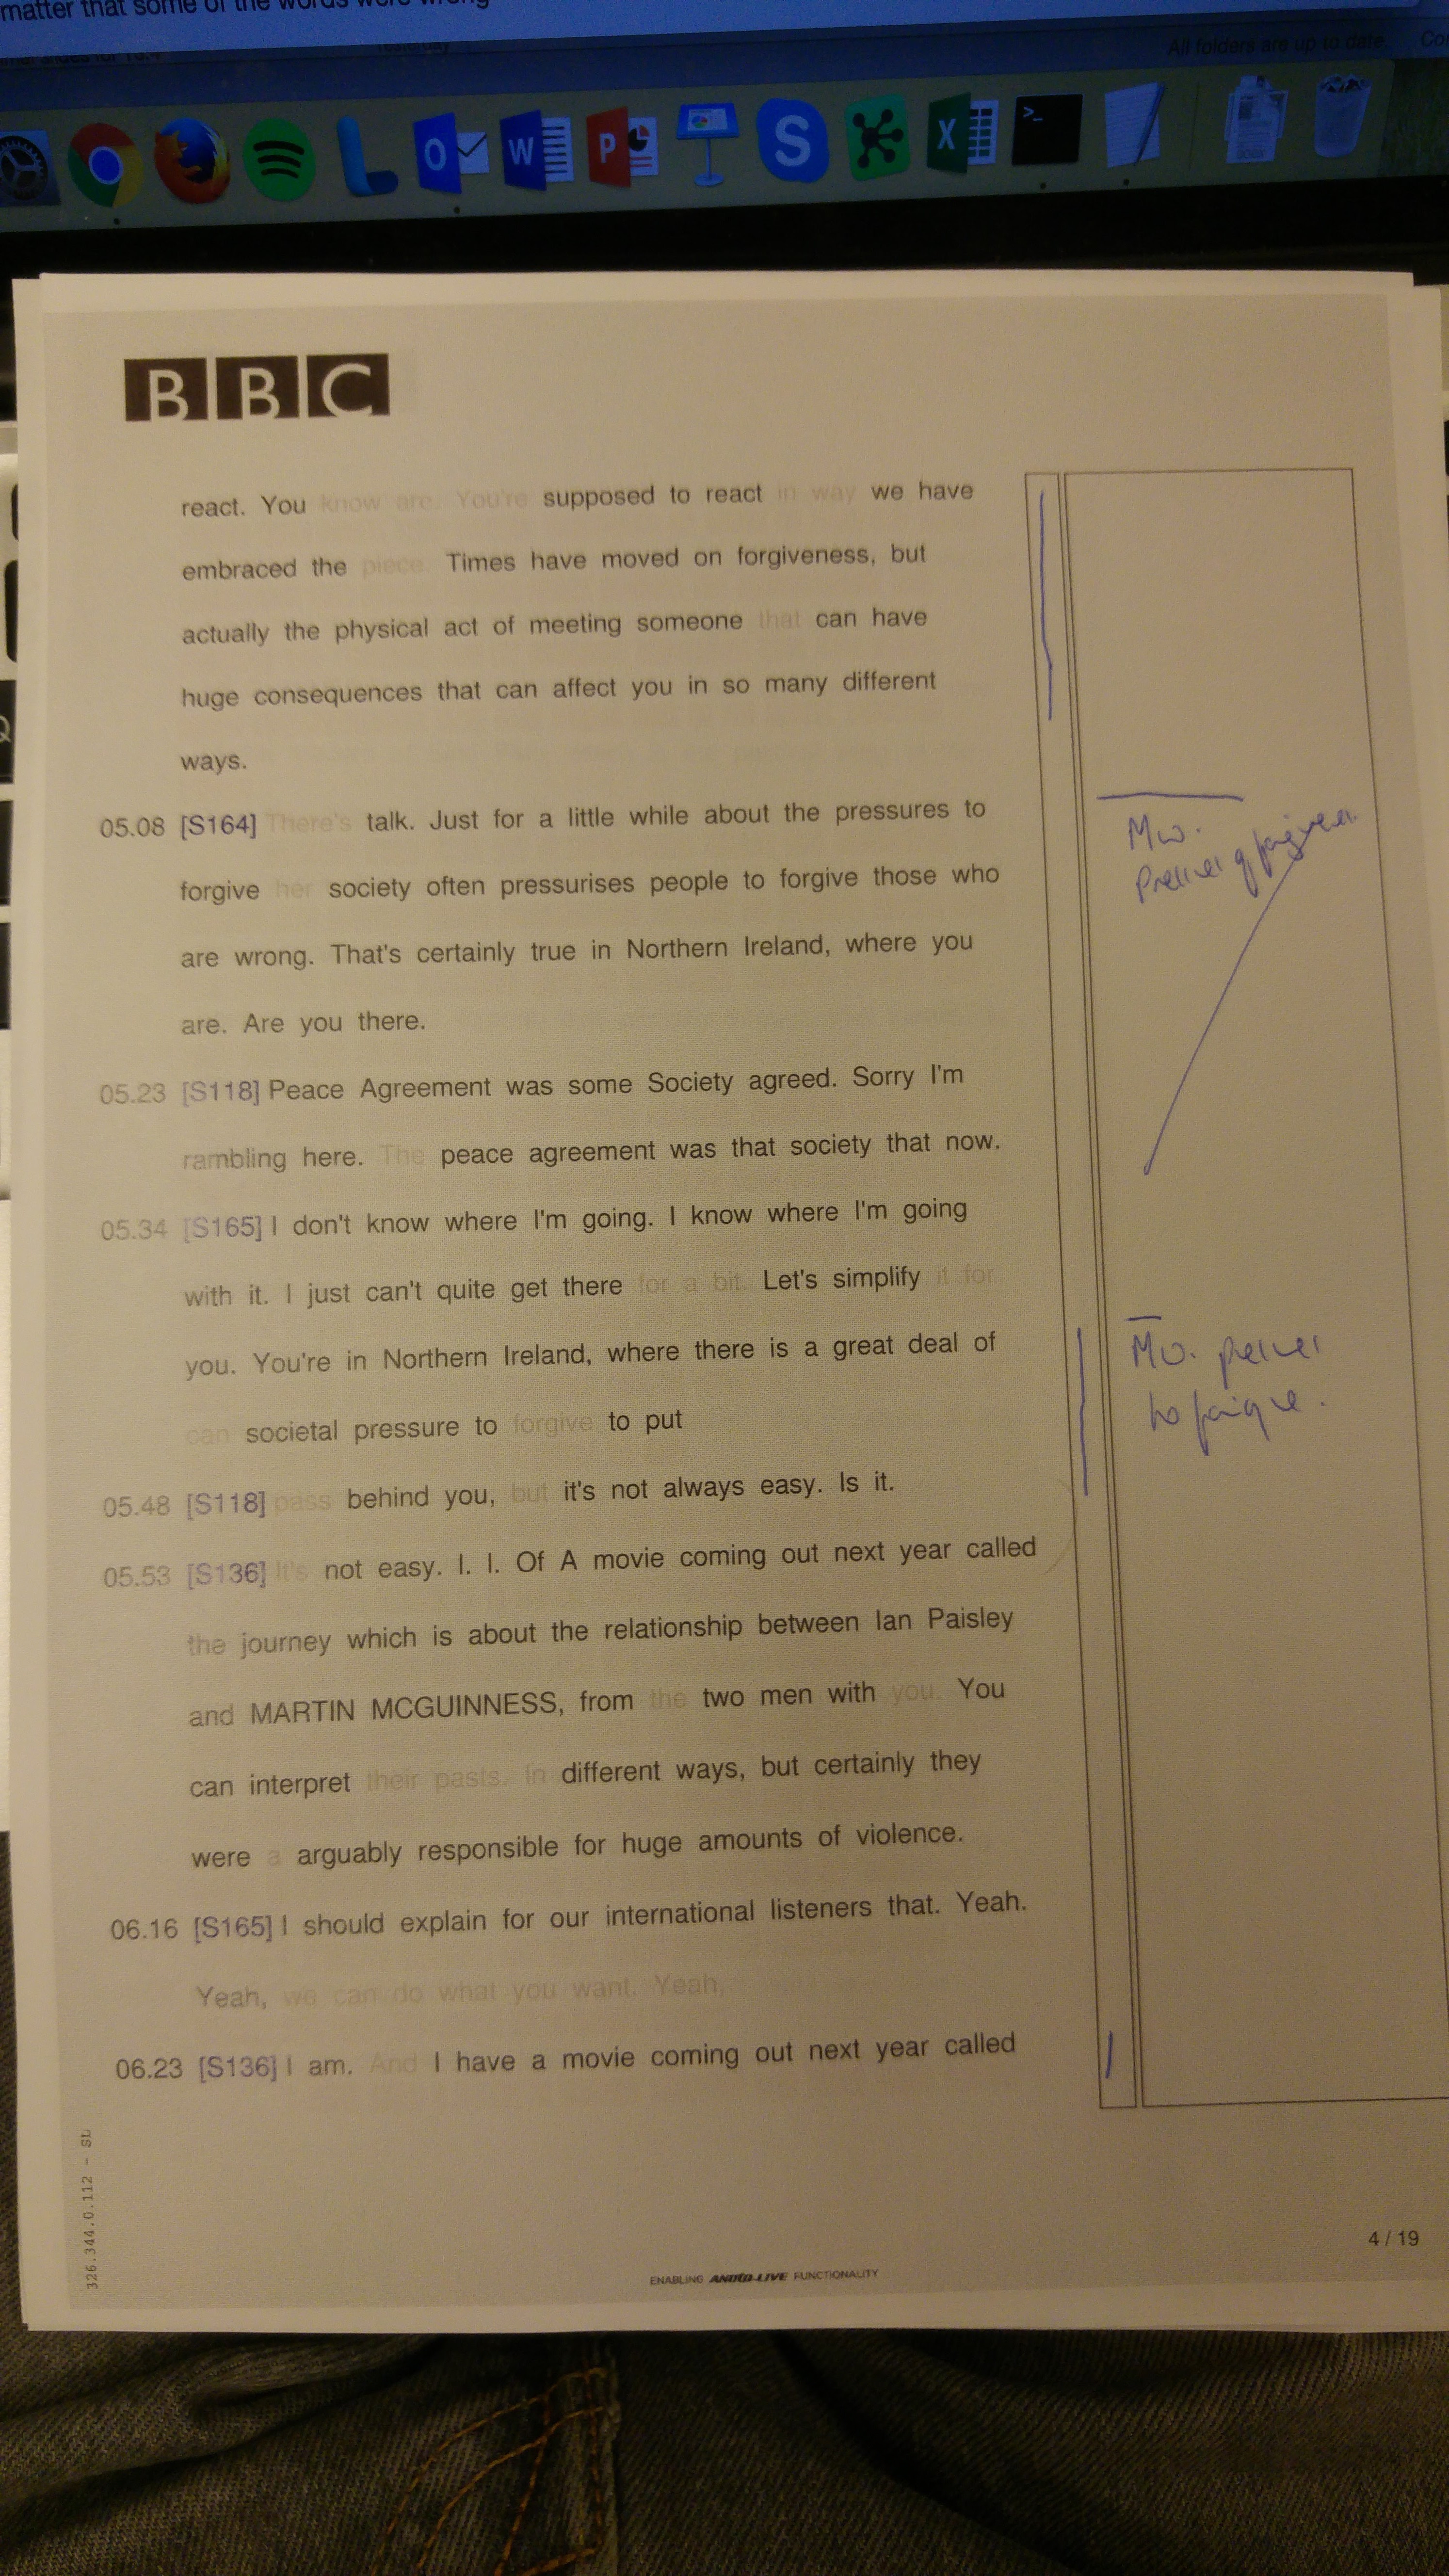 matter that some of the words were wrong
All folders are up to date.
BBC
react. You know are. You're supposed to react in way we have
embraced the piece. Times have moved on forgiveness, but
actually the physical act of meeting someone that can have
huge consequences that can affect you in so many different
ways.
05.08 [S164] There's talk. Just for a little while about the pressures to
forgive her society often pressurises people to forgive those who
are wrong. That's certainly true in Northern Ireland, where you
are. Are you there.
05.23 [S118] Peace Agreement was some Society agreed. Sorry I'm
rambling here. The peace agreement was that society that now.
05.34 [S165] I don't know where I'm going. I know where I'm going
with it. I just can't quite get there for a bit. Let's simplify it for
you. You're in Northern Ireland, where there is a great deal of
can societal pressure to forgive to put
05.48 [S118] pass behind you, but it's not always easy. Is it.
05.53 [S136] It's not easy. I. I. Of A movie coming out next year called
the journey which is about the relationship between Ian Paisley
and MARTIN MCGUINNESS, from the two men with you. You
can interpret their pasts. In different ways, but certainly they
were a arguably responsible for huge amounts of violence.
06.16 [S165] I should explain for our international listeners that. Yeah.
Yeah, we can do what you want. Yeah,
06.23 [S136] I am. And I have a movie coming out next year called
MW.
to
326.344.0.112 - SL
4 / 19
ENABLING ANOTO-LIVE FUNCTIONALITY